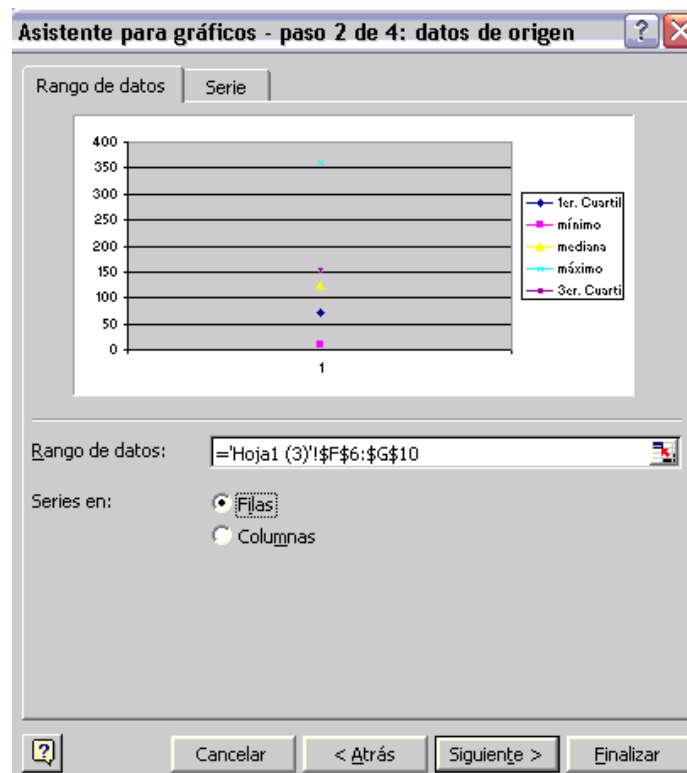 Asistente para gráficos - paso 2 de 4: datos de origen
Rango de datos
Serie
400
350
300
250
200
150
100
50
0
1
1er. Cuartil
mínimo
mediana
máximo
3er. Cuarti
Rango de datos:
='Hoja1 (3)'!$F$6:$G$10
Series en:
Filas
Columnas
Cancelar
< Atrás
Siguiente >
Finalizar